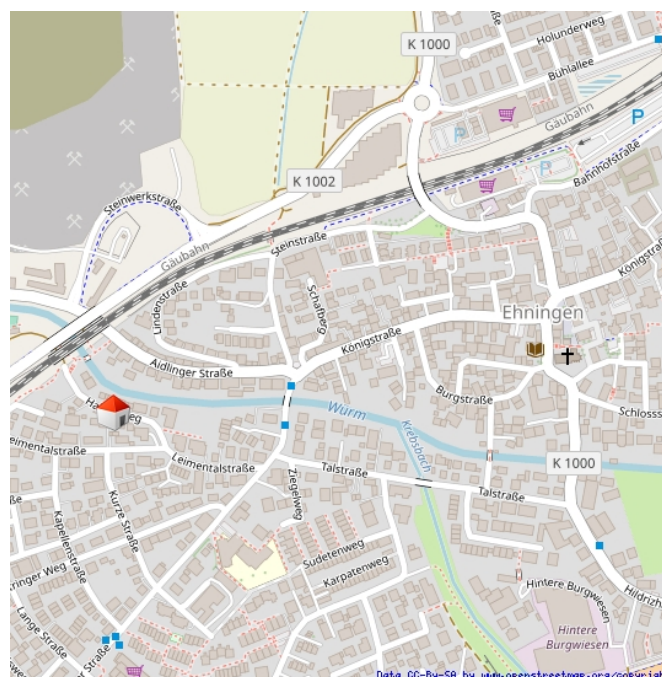 K 1000
Holunderweg
Bühlallee
Gäubahn
P
P
P
K 1002
Bahnhofstraße
Steinwerkstraße
Gäubahn
Steinstraße
Königstraße
Lindenstraße
Schafberg
Ehningen
Königstraße
Aidlinger Straße
Burgstraße
Wurm
Krebsbach
K 1000
Leimentalstraße
Talstraße
Talstraße
Ziegelweg
Kurze Straße
Kapellenstraße
Sudetenweg
Karpatenweg
Hintere Burgwiesen
Lange Straße
Hintere
Burgwiesen